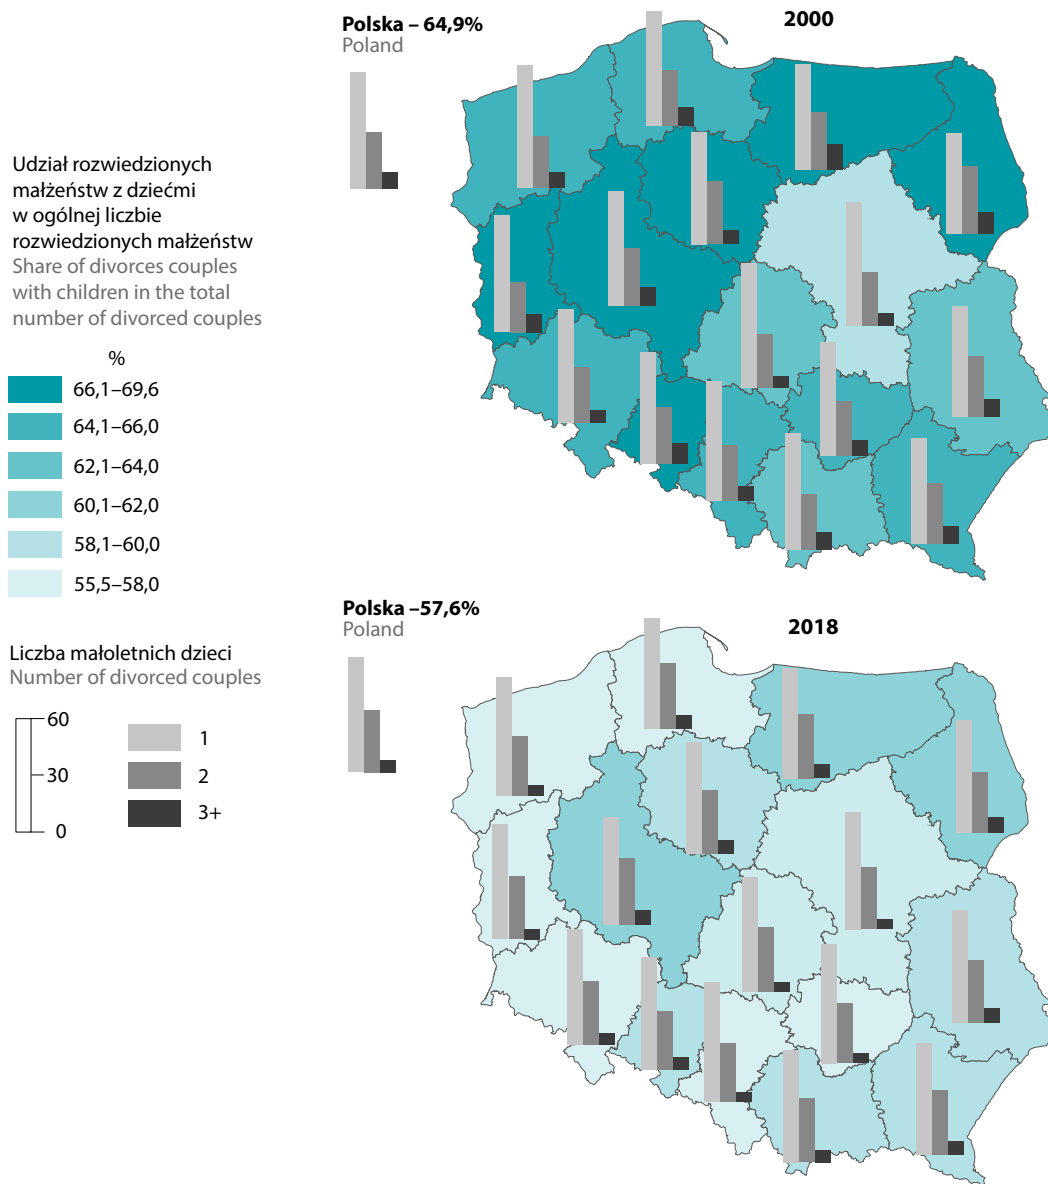 Polska – 64,9%
Poland
2000
Udział rozwiedzionych
małżeństw z dziećmi
w ogólnej liczbie
rozwiedzionych małżeństw
Share of divorces couples
with children in the total
number of divorced couples
%
66,1–69,6
64,1–66,0
62,1–64,0
60,1–62,0
58,1–60,0
55,5–58,0
Polska –57,6%
Poland
2018
Liczba małoletnich dzieci
Number of divorced couples
60
30
0
1
2
3+